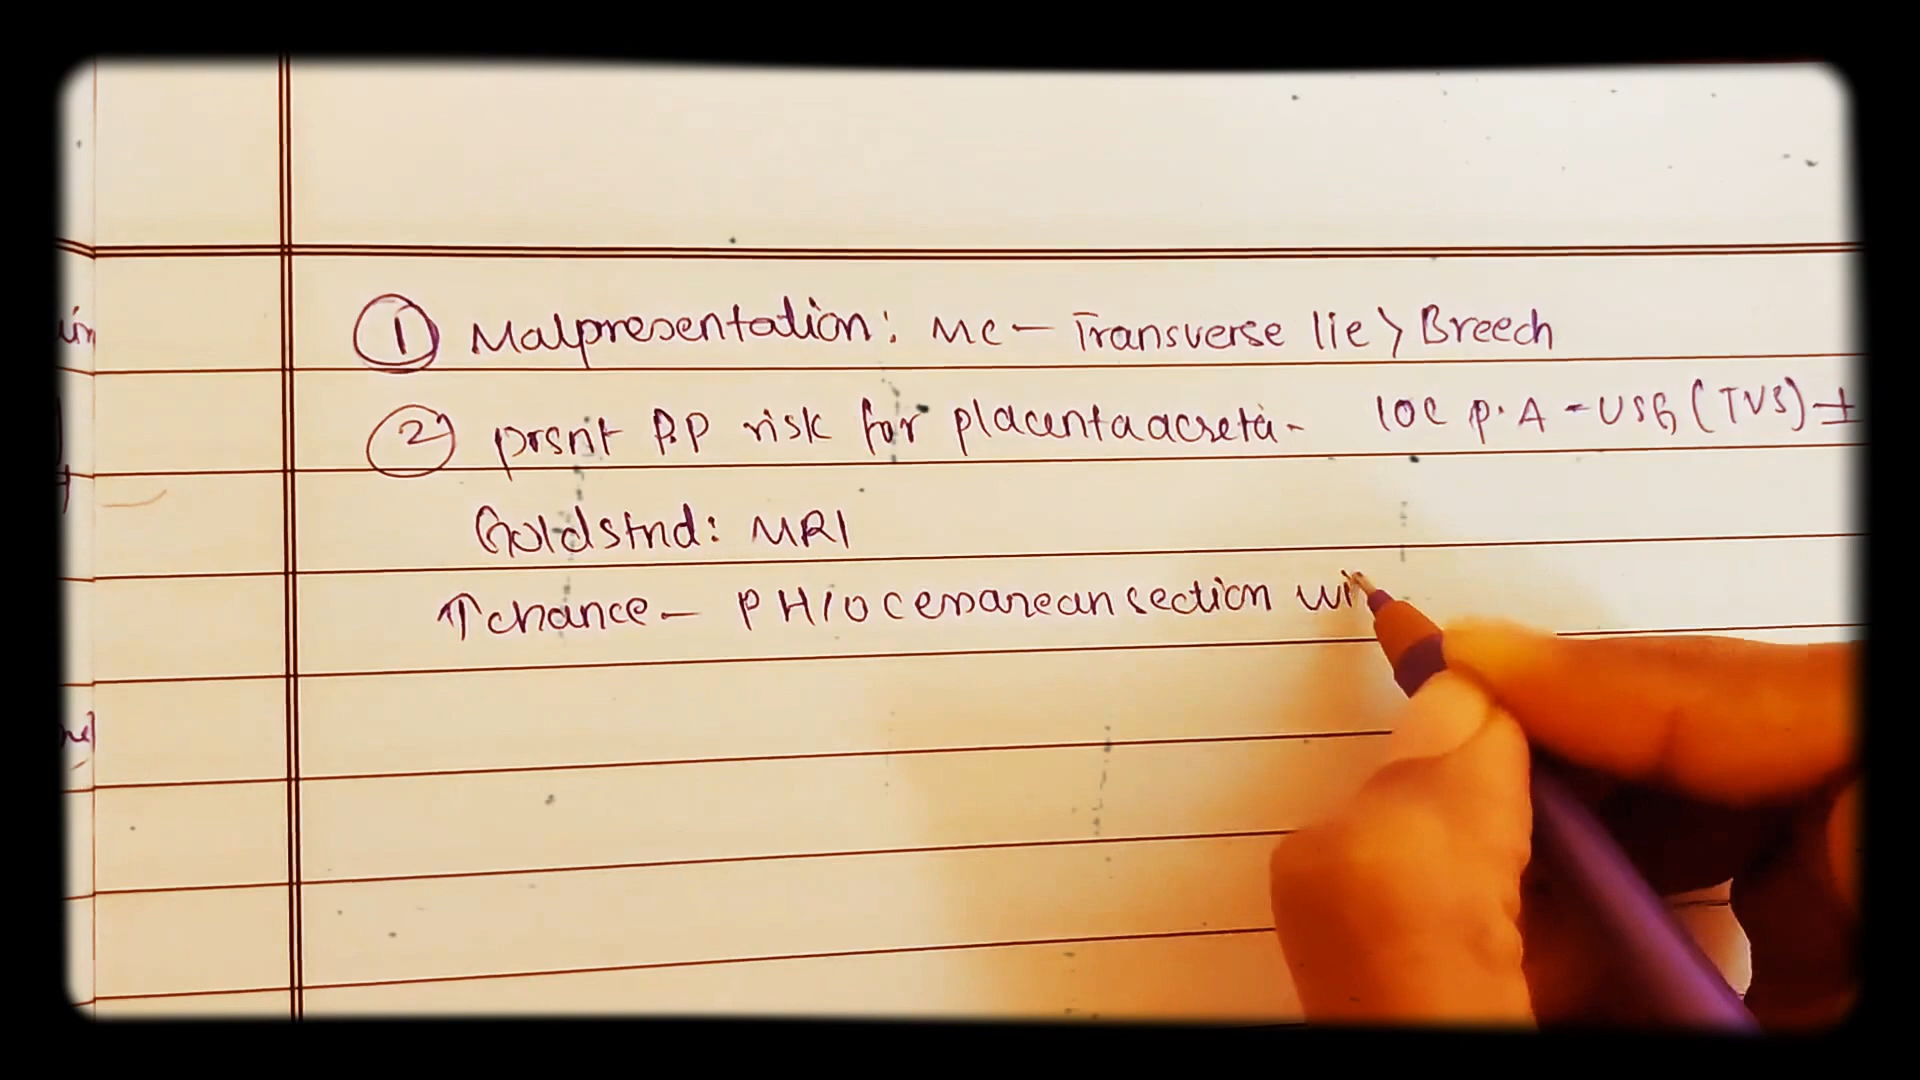 ① Malpresentation: MC - Transverse lie > Breech
② prsnt P.P risk for placenta acreta - IOC P.A - USG (TVS) ±
Goldstnd: MRI
↑ chance - P H/O cesarean section wi